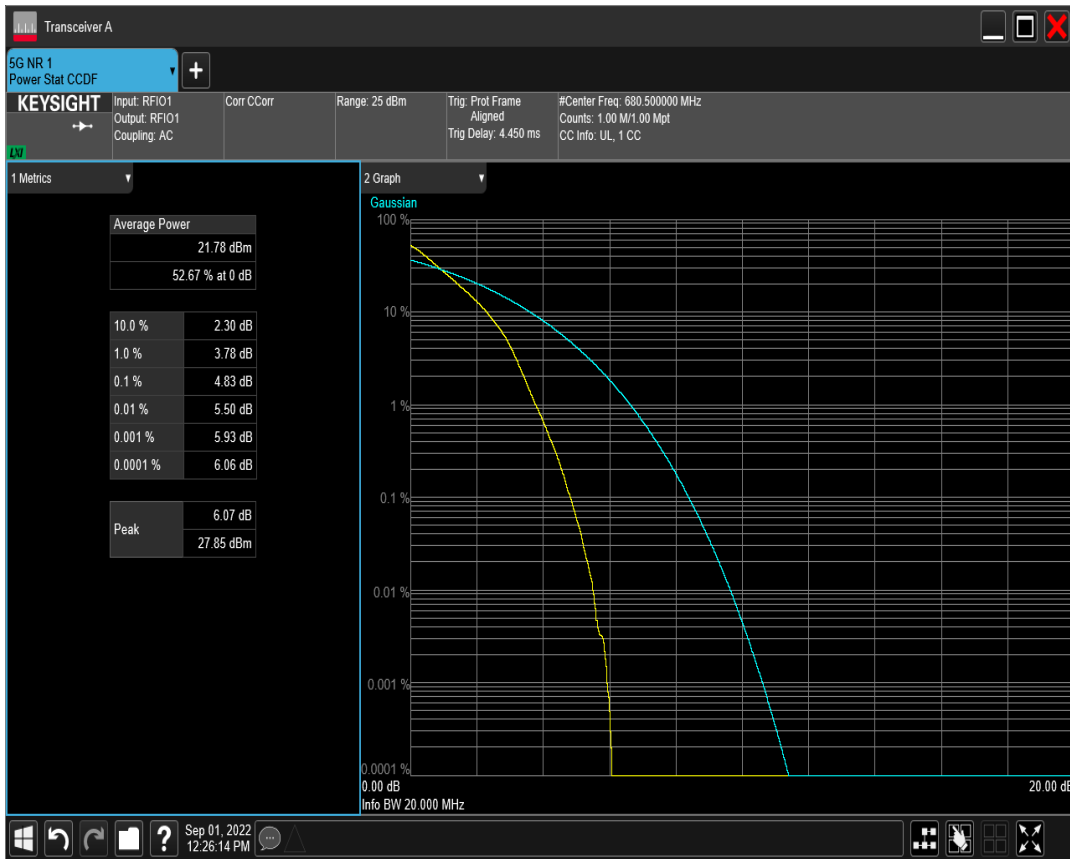 Transceiver A
5G NR 1
Power Stat CCDF
KEYSIGHT
LXI
Input: RFIO1
Output: RFIO1
Coupling: AC
Corr CCorr
Range: 25 dBm
Trig: Prot Frame
Aligned
Trig Delay: 4.450 ms
#Center Freq: 680.500000 MHz
Counts: 1.00 M/1.00 Mpt
CC Info: UL, 1 CC
1 Metrics
Average Power
21.78 dBm
52.67 % at 0 dB
10.0 % 2.30 dB
1.0 % 3.78 dB
0.1 % 4.83 dB
0.01 % 5.50 dB
0.001 % 5.93 dB
0.0001 % 6.06 dB
Peak
6.07 dB
27.85 dBm
2 Graph
Gaussian
100 %
10 %
1 %
0.1 %
0.01 %
0.001 %
0.0001 %
0.00 dB 20.00 dB
Info BW 20.000 MHz
Sep 01, 2022
12:26:14 PM